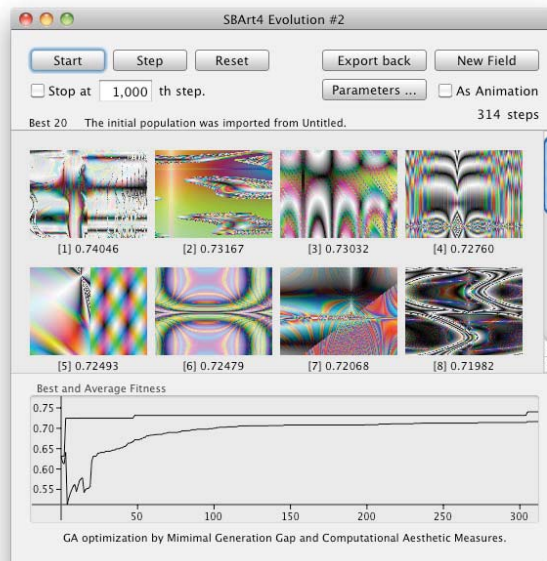 SBArt4 Evolution #2
Start Step Reset Export back New Field
Stop at 1,000 th step. Parameters ... As Animation
314 steps
Best 20 The initial population was imported from Untitled.
[1] 0.74046 [2] 0.73167 [3] 0.73032 [4] 0.72760
[5] 0.72493 [6] 0.72479 [7] 0.72068 [8] 0.71982
Best and Average Fitness
0.75
0.70
0.65
0.60
0.55
50 100 150 200 250 300
GA optimization by Mimimal Generation Gap and Computational Aesthetic Measures.